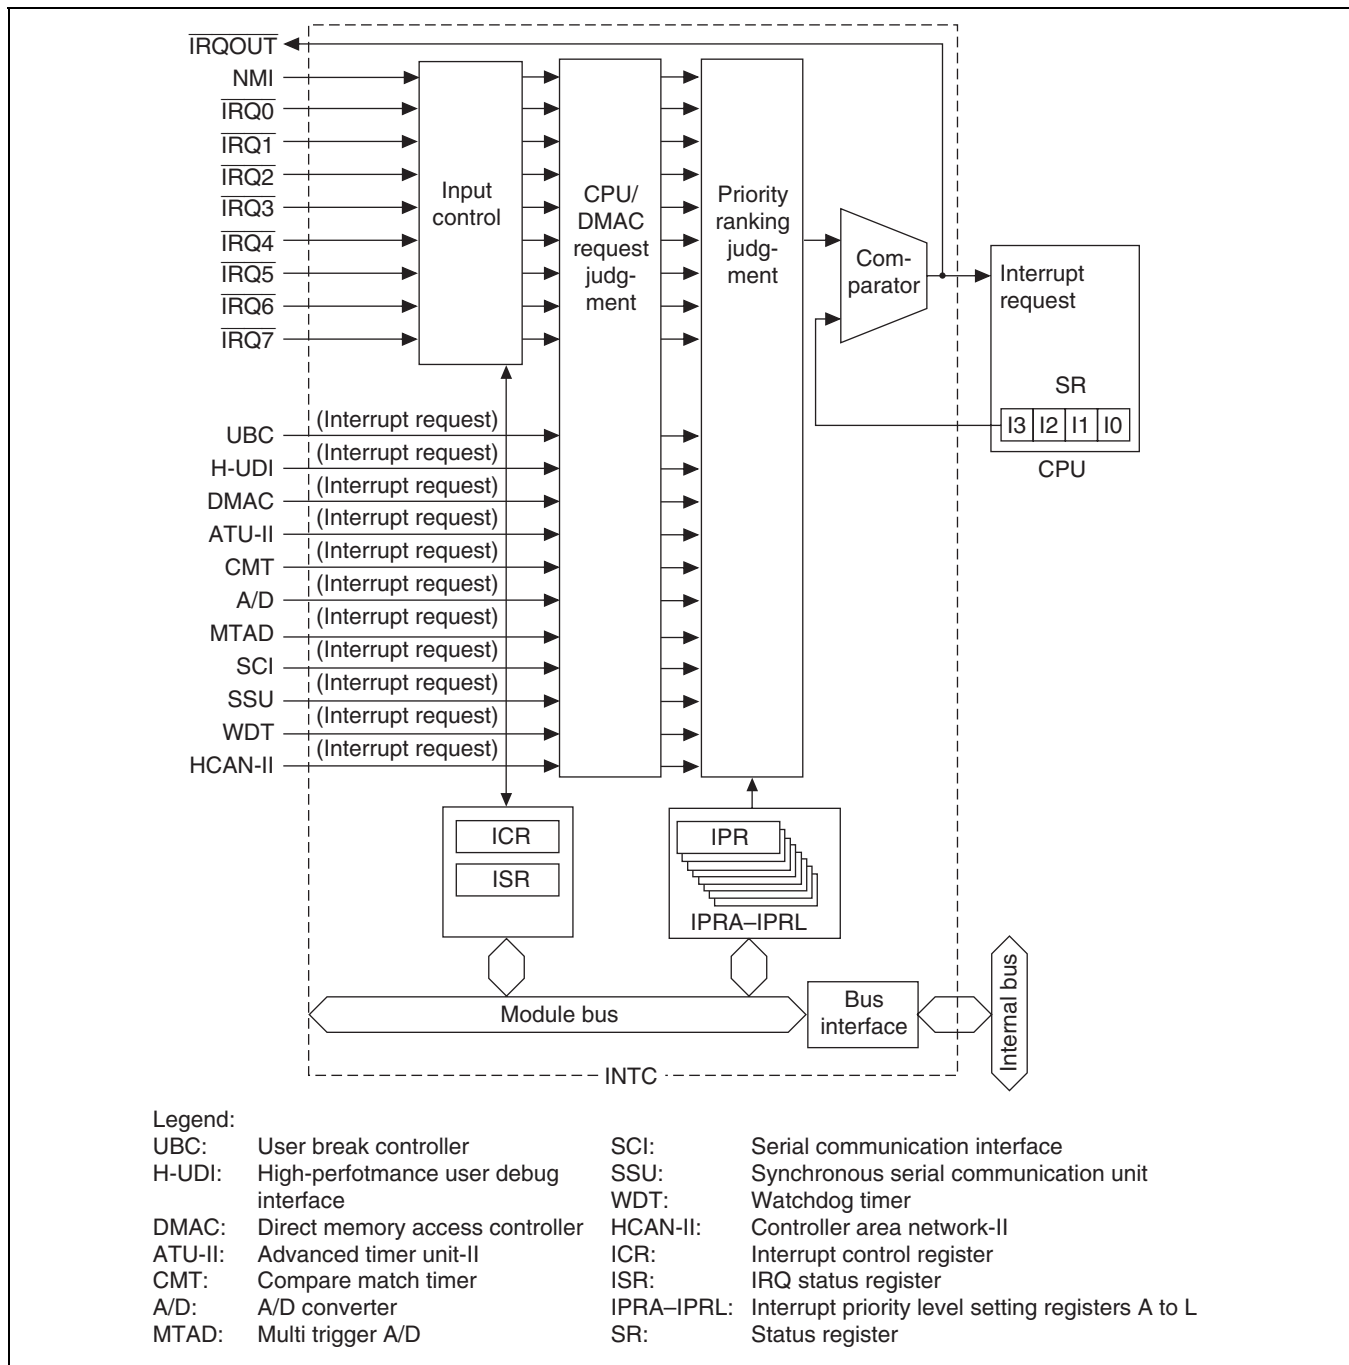 IRQOUT
NMI
IRQ0
IRQ1
IRQ2
IRQ3
IRQ4
IRQ5
IRQ6
IRQ7
Input
control
CPU/
DMAC
request
judg-
ment
Priority
ranking
judg-
ment
Com-
parator
Interrupt
request
SR
I3 I2 I1 I0
CPU
UBC (Interrupt request)
H-UDI (Interrupt request)
DMAC (Interrupt request)
ATU-II (Interrupt request)
CMT (Interrupt request)
A/D (Interrupt request)
MTAD (Interrupt request)
SCI (Interrupt request)
SSU (Interrupt request)
WDT (Interrupt request)
HCAN-II (Interrupt request)
ICR
ISR
IPR
IPRA–IPRL
Module bus
Bus
interface
Internal bus
INTC
Legend:
UBC: User break controller
H-UDI: High-perfotmance user debug
interface
DMAC: Direct memory access controller
ATU-II: Advanced timer unit-II
CMT: Compare match timer
A/D: A/D converter
MTAD: Multi trigger A/D
SCI: Serial communication interface
SSU: Synchronous serial communication unit
WDT: Watchdog timer
HCAN-II: Controller area network-II
ICR: Interrupt control register
ISR: IRQ status register
IPRA–IPRL: Interrupt priority level setting registers A to L
SR: Status register